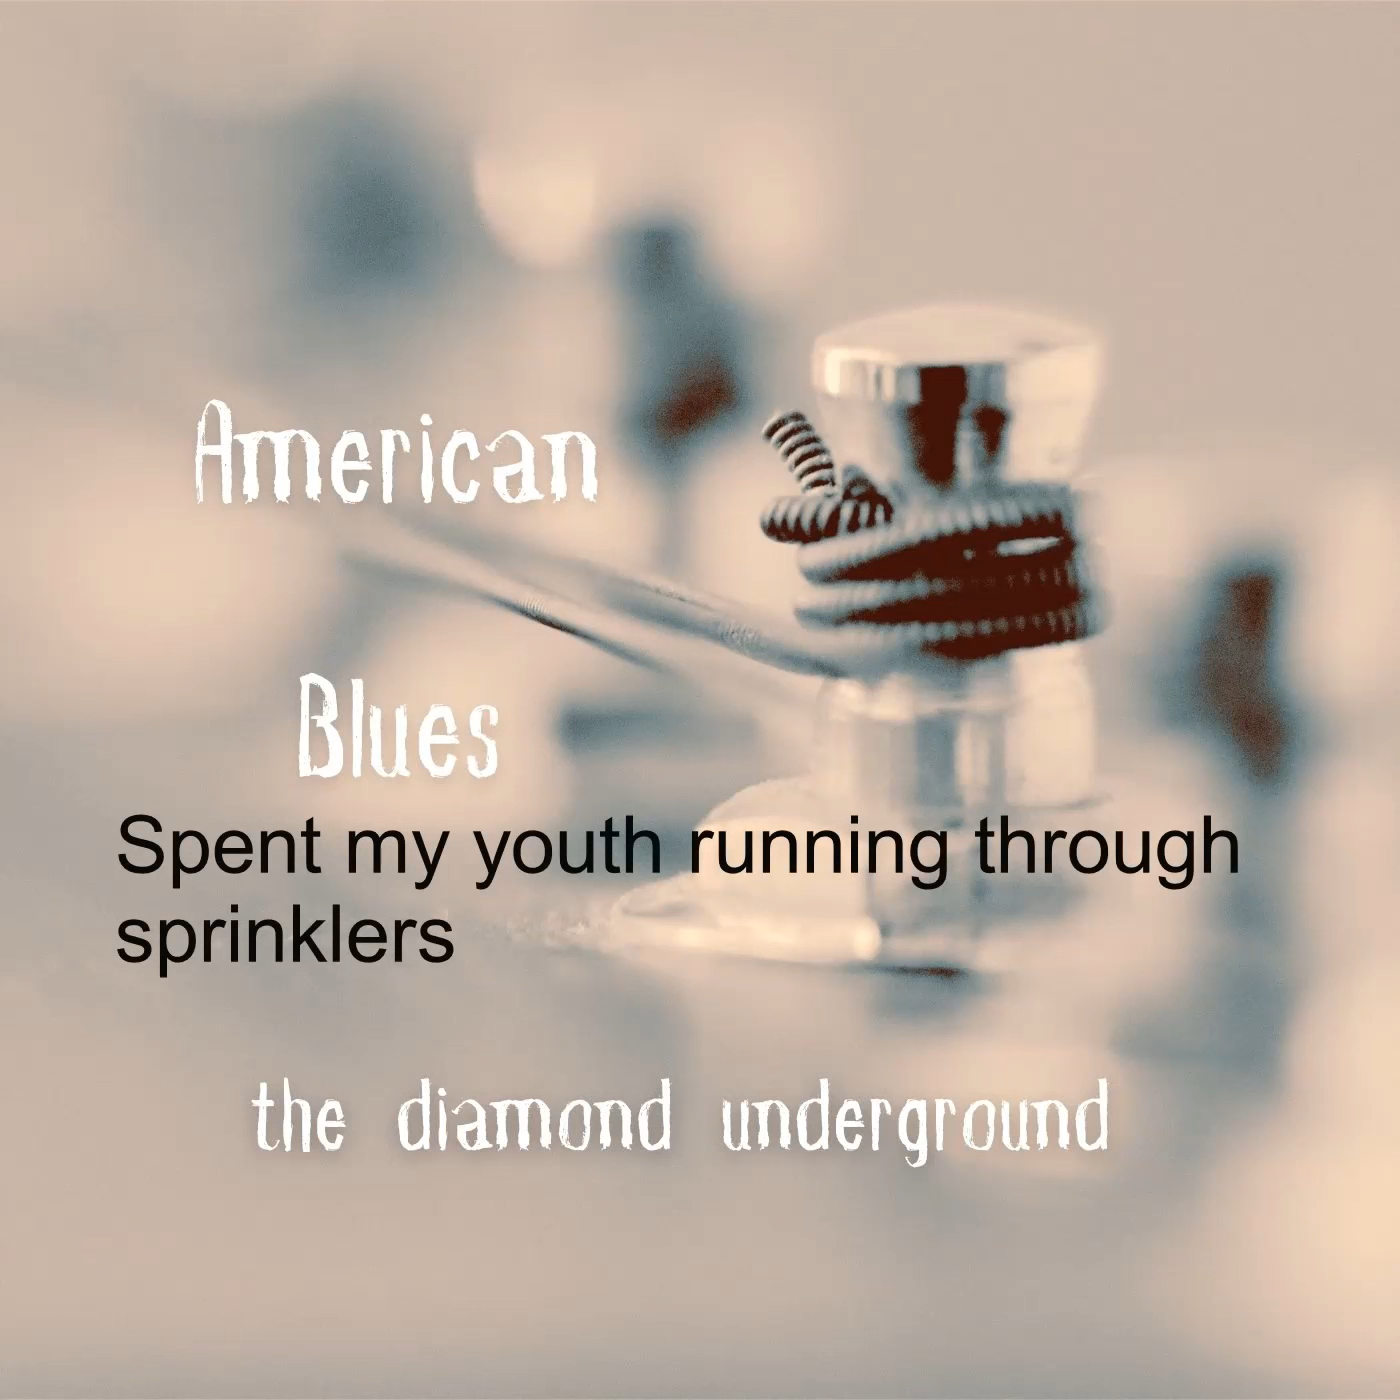 American
Blues
Spent my youth running through
sprinklers
the diamond underground